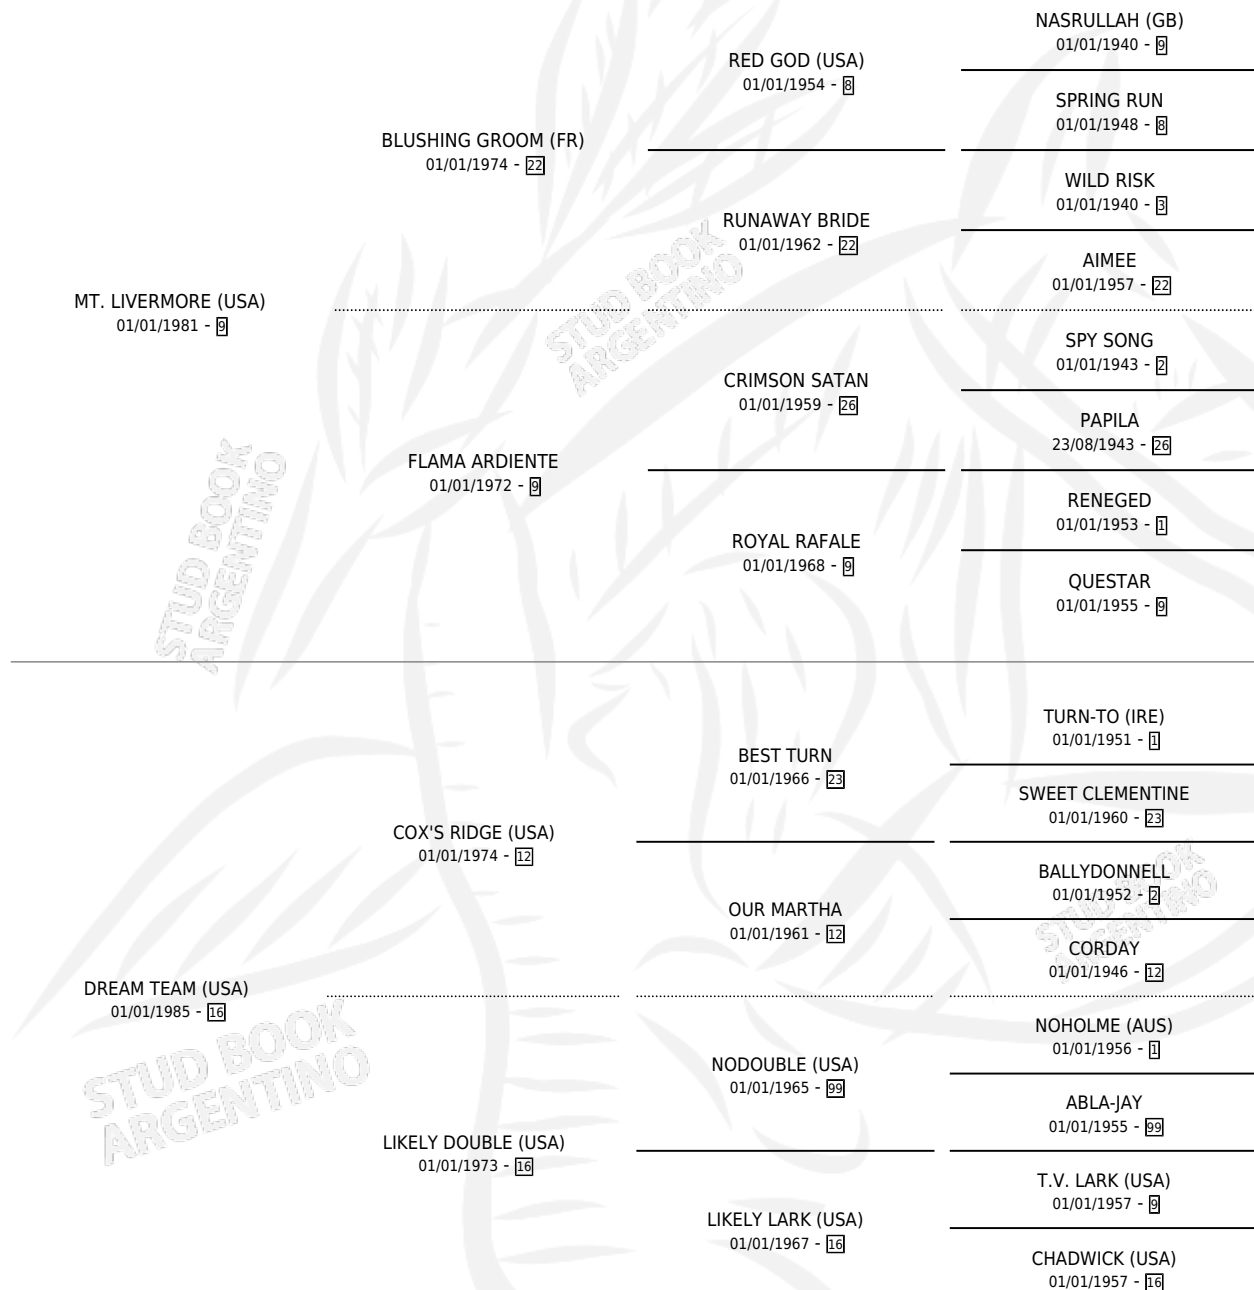 NASRULLAH (GB)
01/01/1940 - 9
RED GOD (USA)
01/01/1954 - 8
SPRING RUN
01/01/1948 - 8
BLUSHING GROOM (FR)
01/01/1974 - 22
WILD RISK
01/01/1940 - 3
RUNAWAY BRIDE
01/01/1962 - 22
AIMEE
01/01/1957 - 22
MT. LIVERMORE (USA)
01/01/1981 - 9
SPY SONG
01/01/1943 - 2
CRIMSON SATAN
01/01/1959 - 26
PAPILA
23/08/1943 - 26
FLAMA ARDIENTE
01/01/1972 - 9
RENEGED
01/01/1953 - 1
ROYAL RAFALE
01/01/1968 - 9
QUESTAR
01/01/1955 - 9
TURN-TO (IRE)
01/01/1951 - 1
BEST TURN
01/01/1966 - 23
SWEET CLEMENTINE
01/01/1960 - 23
COX'S RIDGE (USA)
01/01/1974 - 12
BALLYDONNELL
01/01/1952 - 2
OUR MARTHA
01/01/1961 - 12
CORDAY
01/01/1946 - 12
DREAM TEAM (USA)
01/01/1985 - 16
NOHOLME (AUS)
01/01/1956 - 1
NODOUBLE (USA)
01/01/1965 - 99
ABLA-JAY
01/01/1955 - 99
LIKELY DOUBLE (USA)
01/01/1973 - 16
T.V. LARK (USA)
01/01/1957 - 9
LIKELY LARK (USA)
01/01/1967 - 16
CHADWICK (USA)
01/01/1957 - 16
STUD BOOK
ARGENTINO
STUD BOOK
ARGENTINO
STUD BOOK
ARGENTINO
STUD BOOK
ARGENTINO